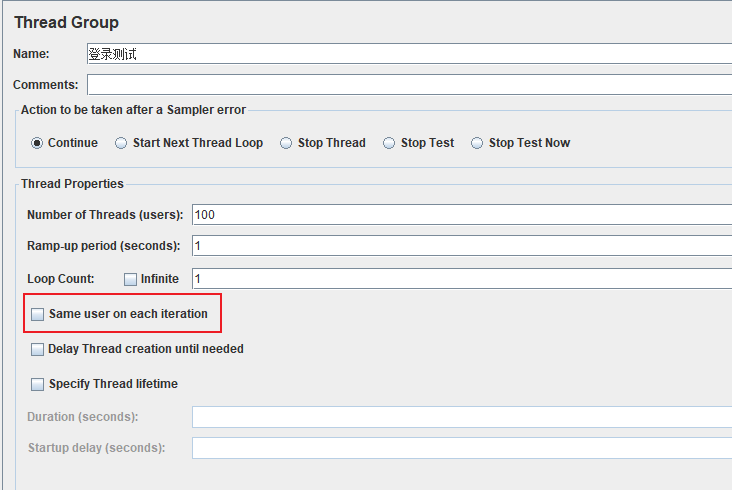 Thread Group
Name: 登录测试
Comments:
Action to be taken after a Sampler error
Continue Start Next Thread Loop Stop Thread Stop Test Stop Test Now
Thread Properties
Number of Threads (users): 100
Ramp-up period (seconds): 1
Loop Count: Infinite 1
Same user on each iteration
Delay Thread creation until needed
Specify Thread lifetime
Duration (seconds):
Startup delay (seconds):